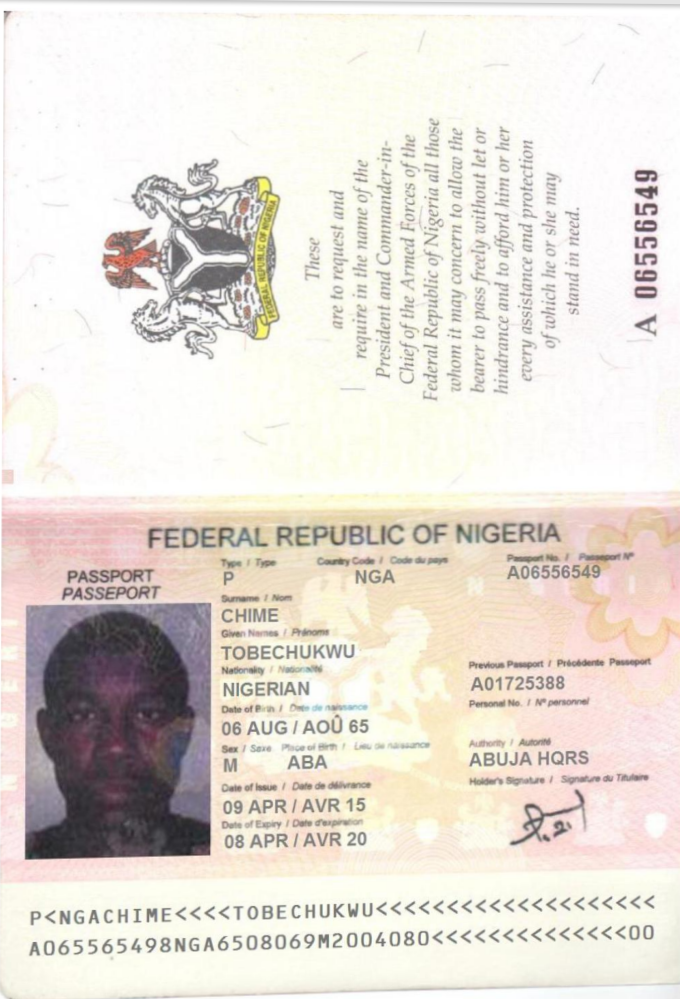 FEDERAL REPUBLIC OF NIGERIA
These
are to request and
require in the name of the
President and Commander-in-
Chief of the Armed Forces of the
Federal Republic of Nigeria all those
whom it may concern to allow the
bearer to pass freely without let or
hindrance and to afford him or her
every assistance and protection
of which he or she may
stand in need.
A 06556549
FEDERAL REPUBLIC OF NIGERIA
PASSPORT
PASSEPORT
Type / Type
Country Code / Code du pays
Passport No. / Passeport Nº
P
NGA
A06556549
Surname / Nom
CHIME
Given Names / Prénoms
TOBECHUKWU
Nationality / Nationalité
Previous Passport / Précédente Passeport
NIGERIAN
A01725388
Date of Birth / Date de naissance
Personal No. / Nº personnel
06 AUG / AOÛ 65
Sex / Sexe Place of Birth / Lieu de naissance
Authority / Autorité
M ABA
ABUJA HQRS
Date of Issue / Date de délivrance
Holder's Signature / Signature du Titulaire
09 APR / AVR 15
Date of Expiry / Date d'expiration
08 APR / AVR 20
P<NGACHIME<<<<TOBECHUKWU<<<<<<<<<<<<<<<<<<<<
A065565498NGA6508069M2004080<<<<<<<<<<<<<<00